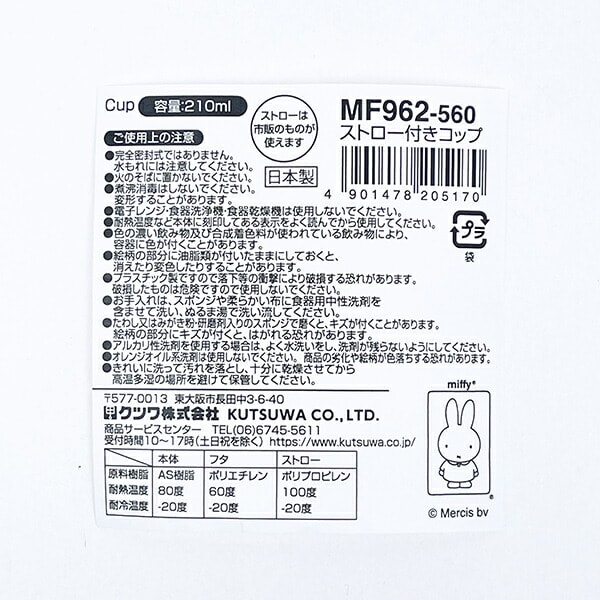 Cup 容量:210ml
ストローは
市販のものが
使えます
MF962-560
ストロー付きコップ
ご使用上の注意
日本製
4 901478 205170
プラ
袋
●完全密封式ではありません。
水もれには注意してください。
●火のそばに置かないでください。
●煮沸消毒はしないでください。
変形することがあります。
●電子レンジ・食器洗浄機・食器乾燥機は使用しないでください。
●耐熱温度など本体に刻印してある表示をよく読んでから使用してください。
●色の濃い飲み物及び合成着色料が使われている飲み物により、
容器に色が付くことがあります。
●絵柄の部分に油脂類が付いたままにしておくと、
消えたり変色したりすることがあります。
●プラスチック製ですので落下等の衝撃により破損する恐れがあります。
破損したものは危険ですので使用しないでください。
●お手入れは、スポンジや柔らかい布に食器用中性洗剤を
含ませて洗い、ぬるま湯で洗い流してください。
●たわし又はみがき粉・研磨剤入りのスポンジで磨くと、キズが付くことがあります。
絵柄の部分にキズが付くと、はがれる恐れがあります。
●アルカリ性洗剤を使用する場合は、よく水洗いをし、洗剤が残らないようにしてください。
●オレンジオイル系洗剤は使用しないでください。商品の劣化や絵柄が色落ちする恐れがあります。
●きれいに洗って汚れを落とし、十分に乾燥させてから
高温多湿の場所を避けて保管してください。
〒577-0013 東大阪市長田中3-6-40
クツワ株式会社 KUTSUWA CO., LTD.
商品サービスセンター TEL(06)6745-5611
受付時間10〜17時(土日祝を除く) https://www.kutsuwa.co.jp/
miffy®
本体 フタ ストロー
原料樹脂 AS樹脂 ポリエチレン ポリプロピレン
耐熱温度 80度 60度 100度
耐冷温度 -20度 -20度 -20度
© Mercis bv